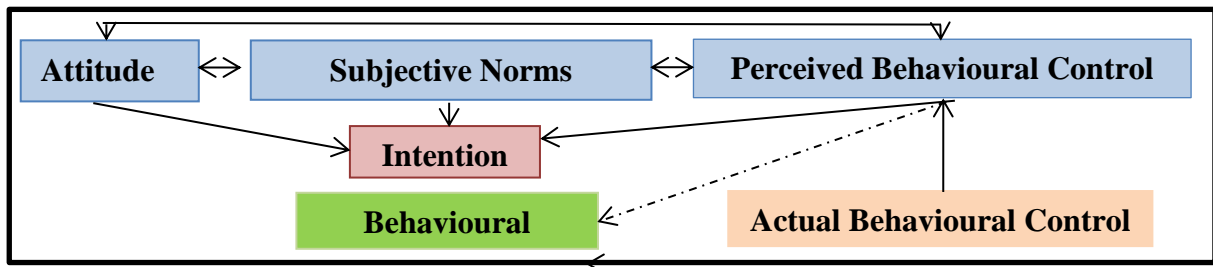 Attitude
Subjective Norms
Perceived Behavioural Control
Intention
Behavioural
Actual Behavioural Control